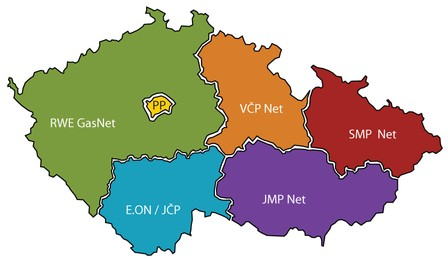 PP
VČP Net
RWE GasNet
SMP Net
E.ON / JČP
JMP Net